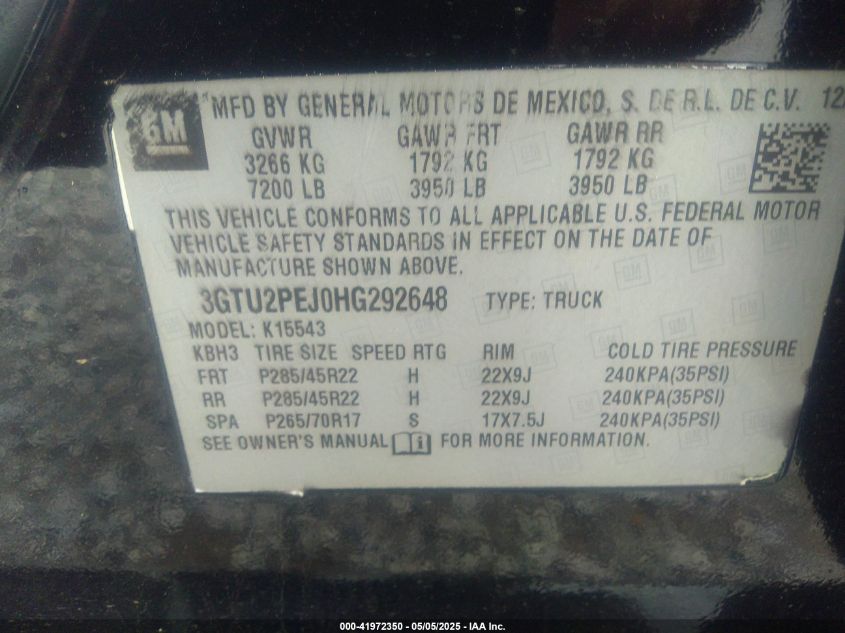 GM
MFD BY GENERAL MOTORS DE MEXICO, S. DE R.L. DE C.V. 12
GVWR GAWR FRT GAWR RR
3266 KG 1792 KG 1792 KG
7200 LB 3950 LB 3950 LB
THIS VEHICLE CONFORMS TO ALL APPLICABLE U.S. FEDERAL MOTOR
VEHICLE SAFETY STANDARDS IN EFFECT ON THE DATE OF
MANUFACTURE SHOWN ABOVE.
3GTU2PEJ0HG292648 TYPE: TRUCK
MODEL: K15543
KBH3 TIRE SIZE SPEED RTG RIM COLD TIRE PRESSURE
FRT P285/45R22 H 22X9J 240KPA(35PSI)
RR P285/45R22 H 22X9J 240KPA(35PSI)
SPA P265/70R17 S 17X7.5J 240KPA(35PSI)
SEE OWNER'S MANUAL FOR MORE INFORMATION.
000-41972350 - 05/05/2025 - IAA Inc.